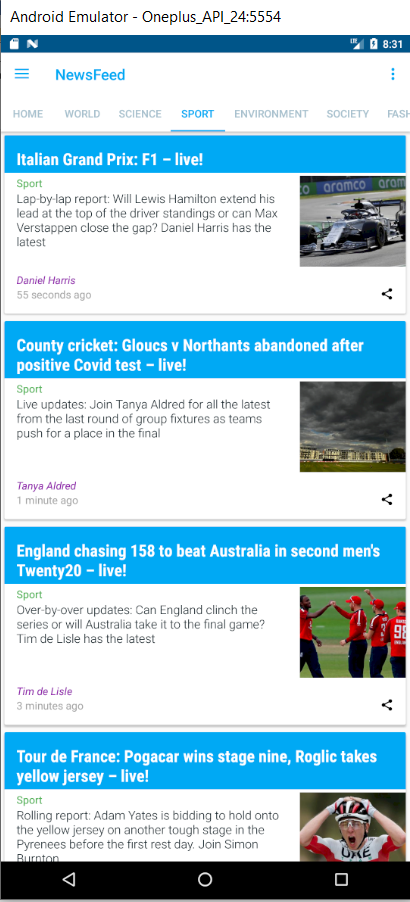 Android Emulator - Oneplus_API_24:5554
LTE 8:31
NewsFeed
HOME WORLD SCIENCE SPORT ENVIRONMENT SOCIETY FASH
Italian Grand Prix: F1 – live!
Sport
Lap-by-lap report: Will Lewis Hamilton extend his
lead at the top of the driver standings or can Max
Verstappen close the gap? Daniel Harris has the
latest
aramco aramco
Daniel Harris
55 seconds ago
County cricket: Gloucs v Northants abandoned after
positive Covid test – live!
Sport
Live updates: Join Tanya Aldred for all the latest
from the last round of group fixtures as teams
push for a place in the final
Tanya Aldred
1 minute ago
England chasing 158 to beat Australia in second men's
Twenty20 – live!
Sport
Over-by-over updates: Can England clinch the
series or will Australia take it to the final game?
Tim de Lisle has the latest
98
Tim de Lisle
3 minutes ago
Tour de France: Pogacar wins stage nine, Roglic takes
yellow jersey – live!
Sport
Rolling report: Adam Yates is bidding to hold onto
the yellow jersey on another tough stage in the
Pyrenees before the first rest day. Join Simon
Burnton
UAE